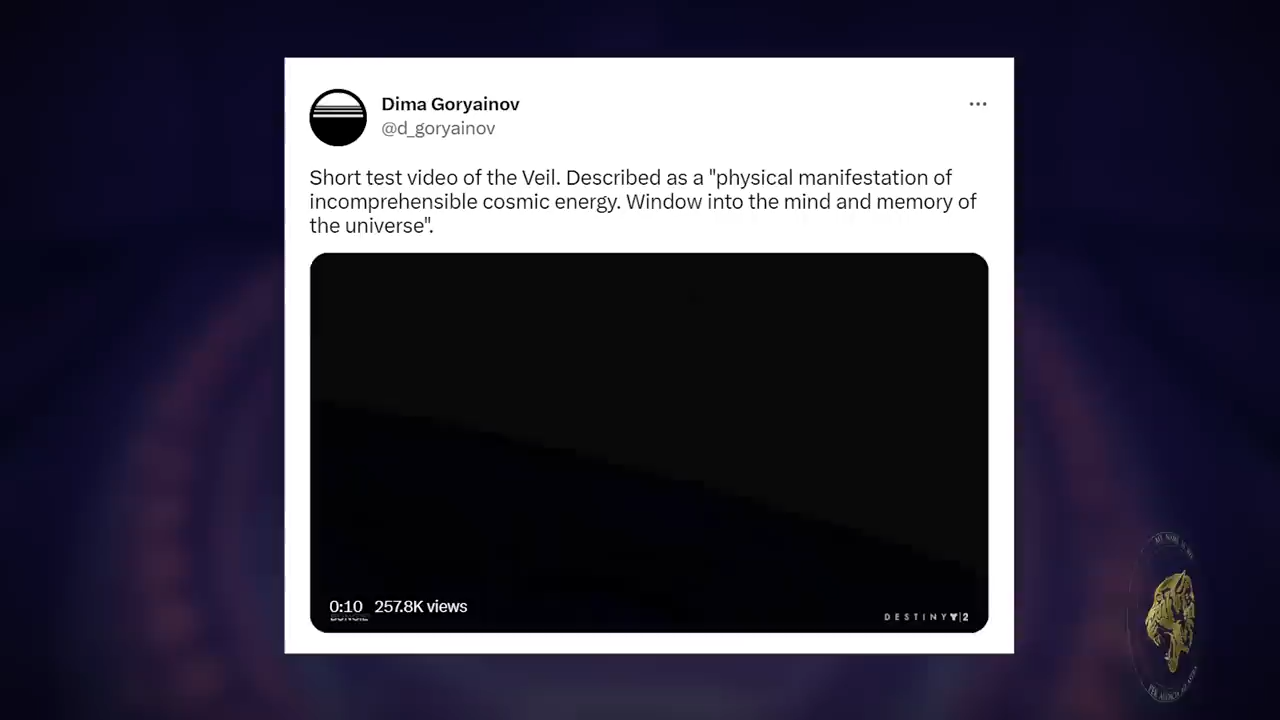 Dima Goryainov
@d_goryainov
Short test video of the Veil. Described as a "physical manifestation of
incomprehensible cosmic energy. Window into the mind and memory of
the universe".
0:10 257.8K views
BUNGIE
DESTINY 2